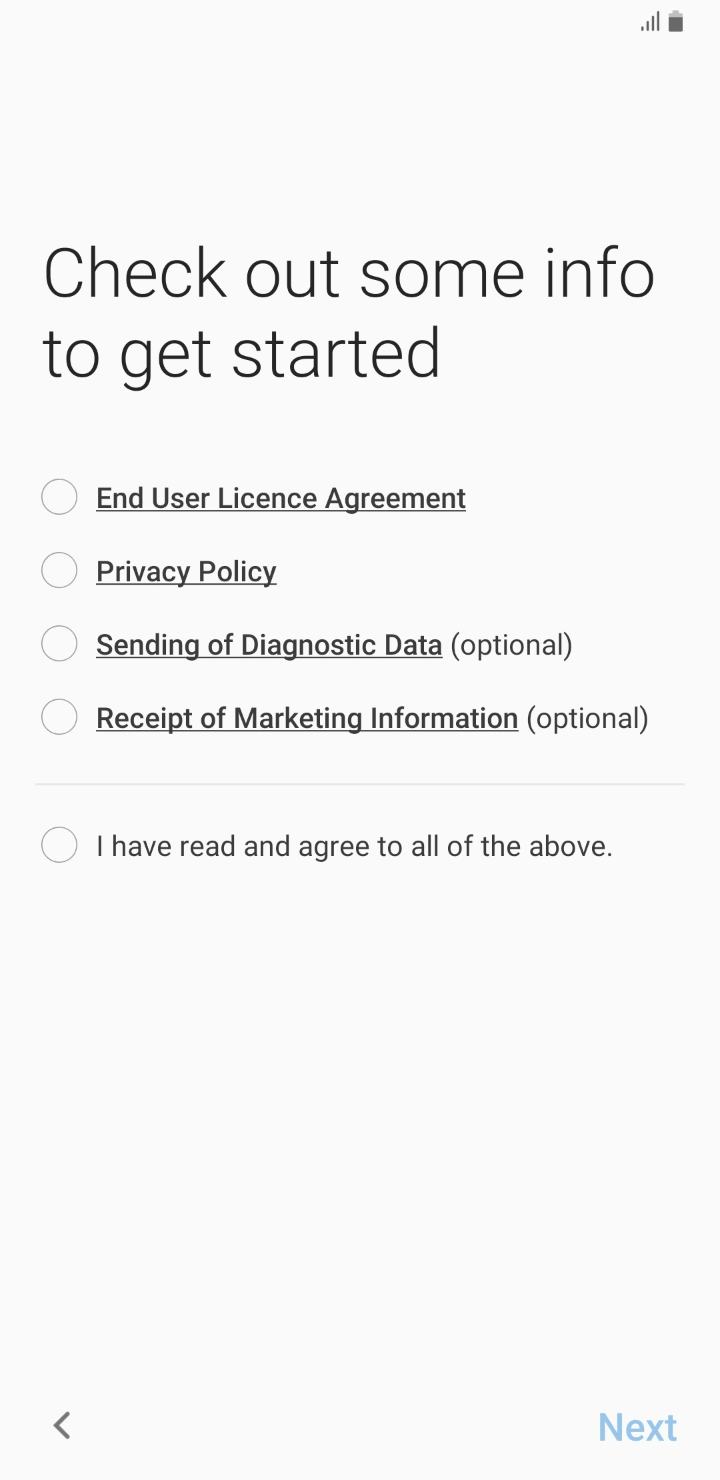 Check out some info
to get started
End User Licence Agreement
Privacy Policy
Sending of Diagnostic Data (optional)
Receipt of Marketing Information (optional)
I have read and agree to all of the above.
Next